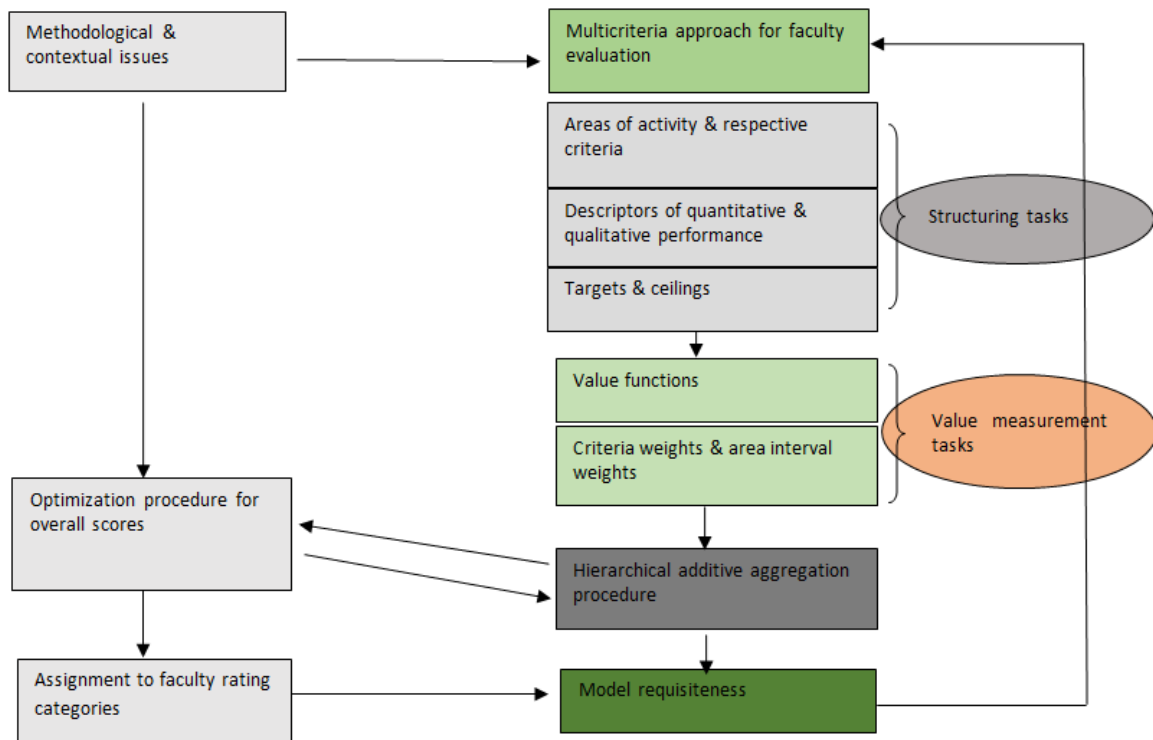 Methodological &
contextual issues
Multicriteria approach for faculty
evaluation
Areas of activity & respective
criteria
Descriptors of quantitative &
qualitative performance
Targets & ceilings
Structuring tasks
Value functions
Criteria weights & area interval
weights
Value measurement
tasks
Optimization procedure for
overall scores
Hierarchical additive aggregation
procedure
Assignment to faculty rating
categories
Model requisiteness